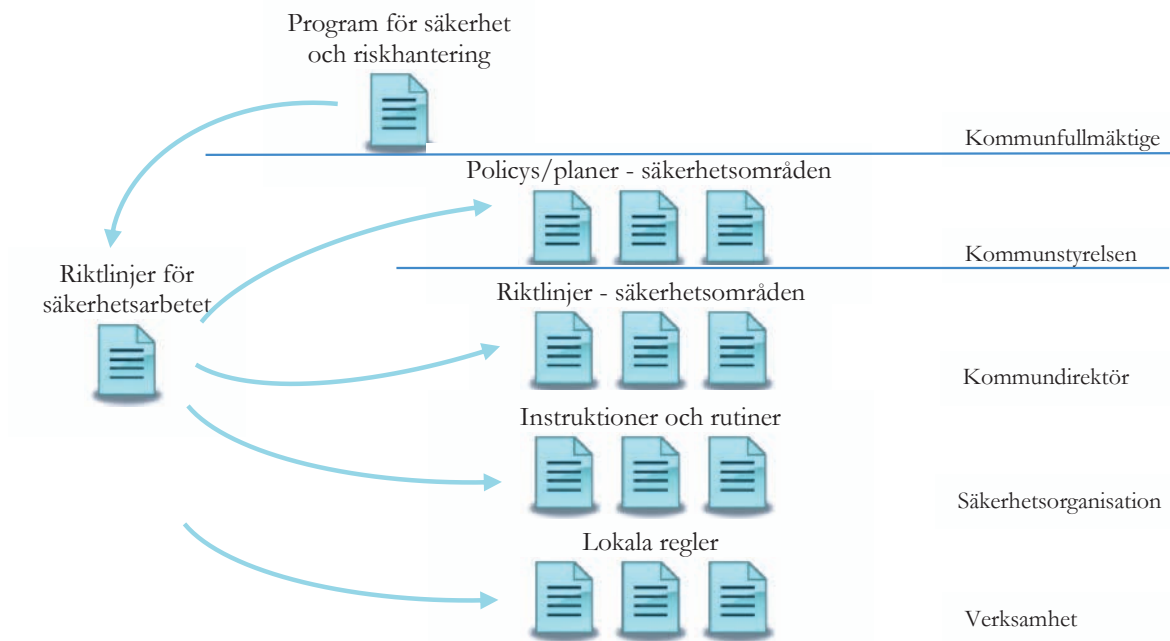 Program för säkerhet
och riskhantering
Kommunfullmäktige
Policys/planer - säkerhetsområden
Kommunstyrelsen
Riktlinjer för
säkerhetsarbetet
Riktlinjer - säkerhetsområden
Kommundirektör
Instruktioner och rutiner
Säkerhetsorganisation
Lokala regler
Verksamhet